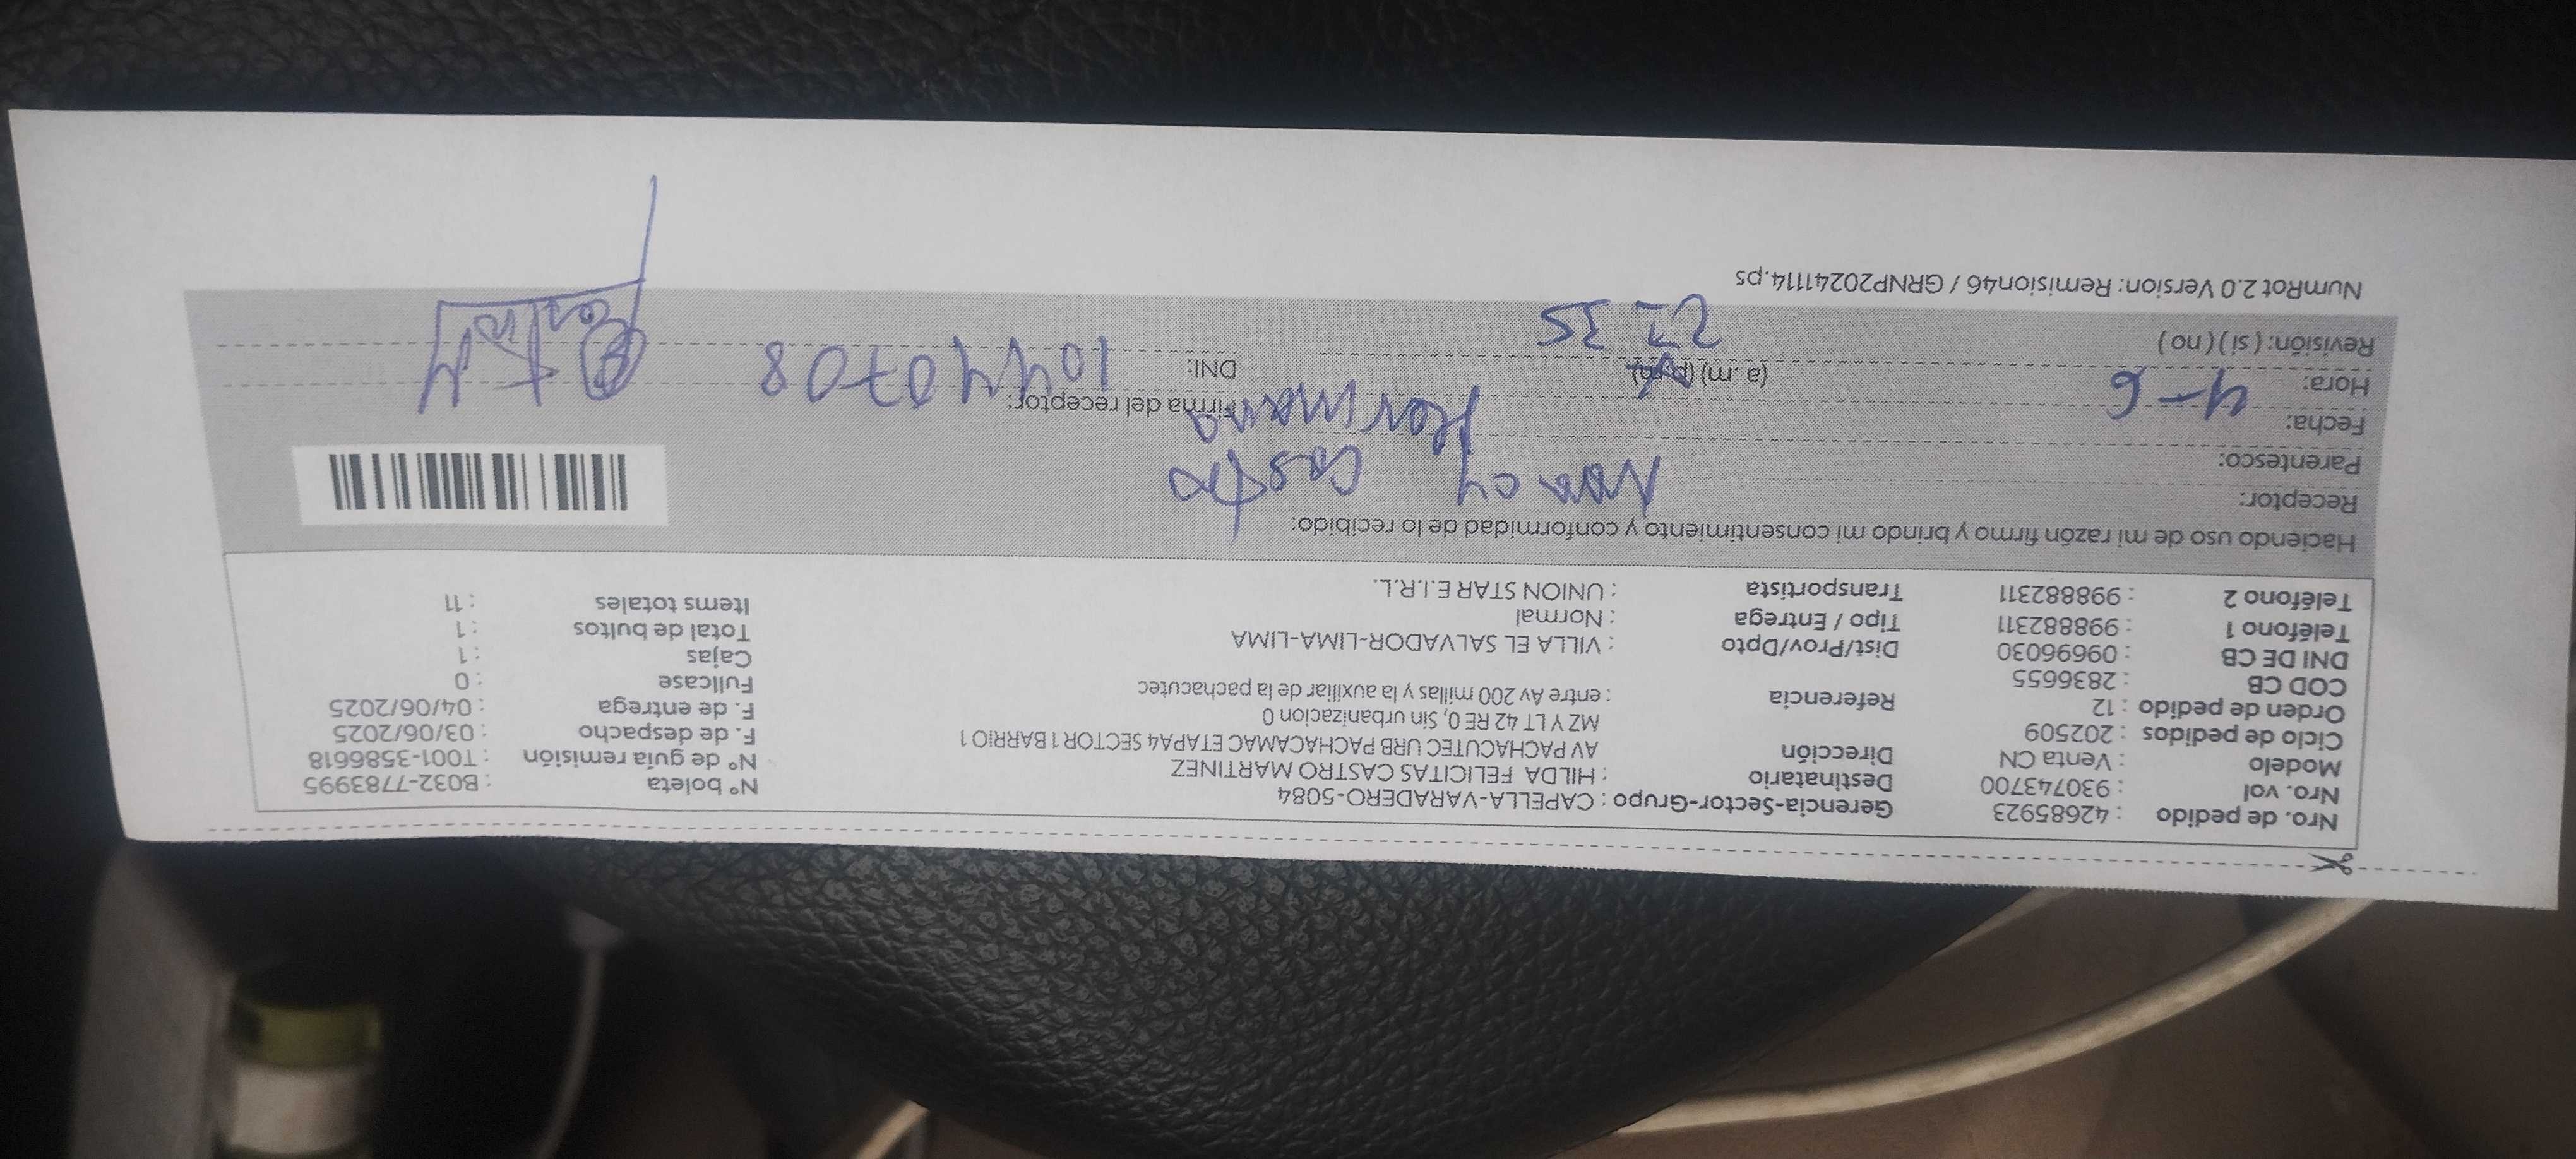 Nro. de pedido : 42685923 Gerencia-Sector-Grupo : CAPELLA-VARADERO-5084 N° boleta : B032-7783995
Nro. vol : 930743700 Destinatario : HILDA FELICITAS CASTRO MARTINEZ N° de guía remisión : T001-3586618
Modelo : Venta CN Dirección AV PACHACUTEC URB PACHACAMAC ETAPA4 SECTOR 1 BARRIO 1 F. de despacho : 03/06/2025
Ciclo de pedidos : 202509 MZ Y LT 42 RE 0, Sin urbanizacion 0 F. de entrega : 04/06/2025
Orden de pedido : 12 Referencia : entre Av 200 millas y la auxiliar de la pachacutec Fullcase : 0
COD CB : 2836655 Cajas : 1
DNI DE CB : 09696030 Dist/Prov/Dpto : VILLA EL SALVADOR-LIMA-LIMA Total de bultos : 1
Teléfono 1 : 998882311 Tipo / Entrega : Normal Items totales : 11
Teléfono 2 : 998882311 Transportista : UNION STAR E.I.R.L.
Haciendo uso de mi razón firmo y brindo mi consentimiento y conformidad de lo recibido:
Receptor: Nancy Castro
Parentesco: hermana
Fecha: 4-6 Firma del receptor:
Hora: (a .m) (p.m) DNI: 10440708
Revisión: ( si ) ( no )
NumRot 2.0 Version: Remision46 / GRNP20241114.ps